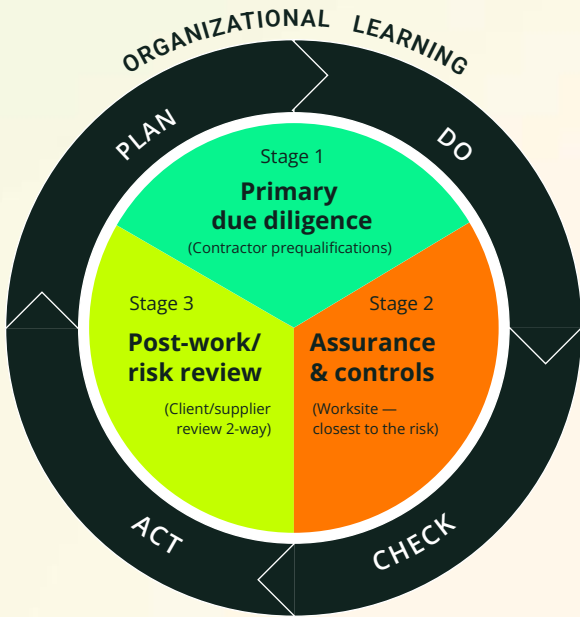 ORGANIZATIONAL LEARNING
PLAN
DO
Stage 1
Primary
due diligence
(Contractor prequalifications)
Stage 3
Post-work/
risk review
(Client/supplier
review 2-way)
Stage 2
Assurance
& controls
(Worksite —
closest to the risk)
ACT
CHECK